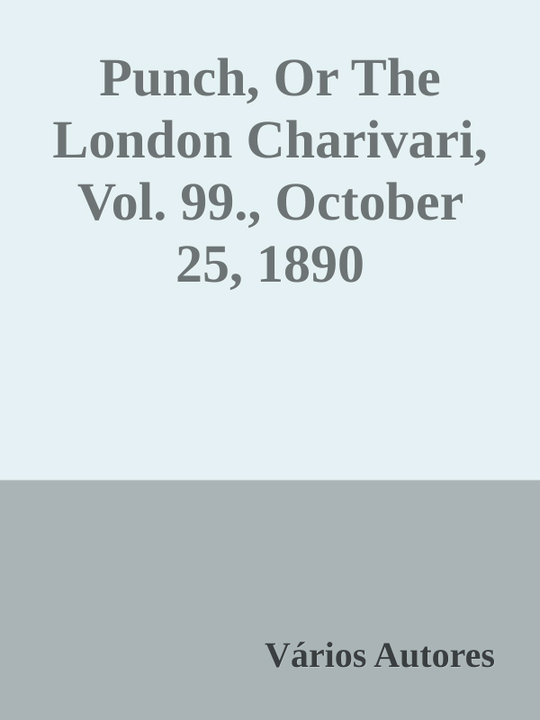 Punch, Or The
London Charivari,
Vol. 99., October
25, 1890
Vários Autores